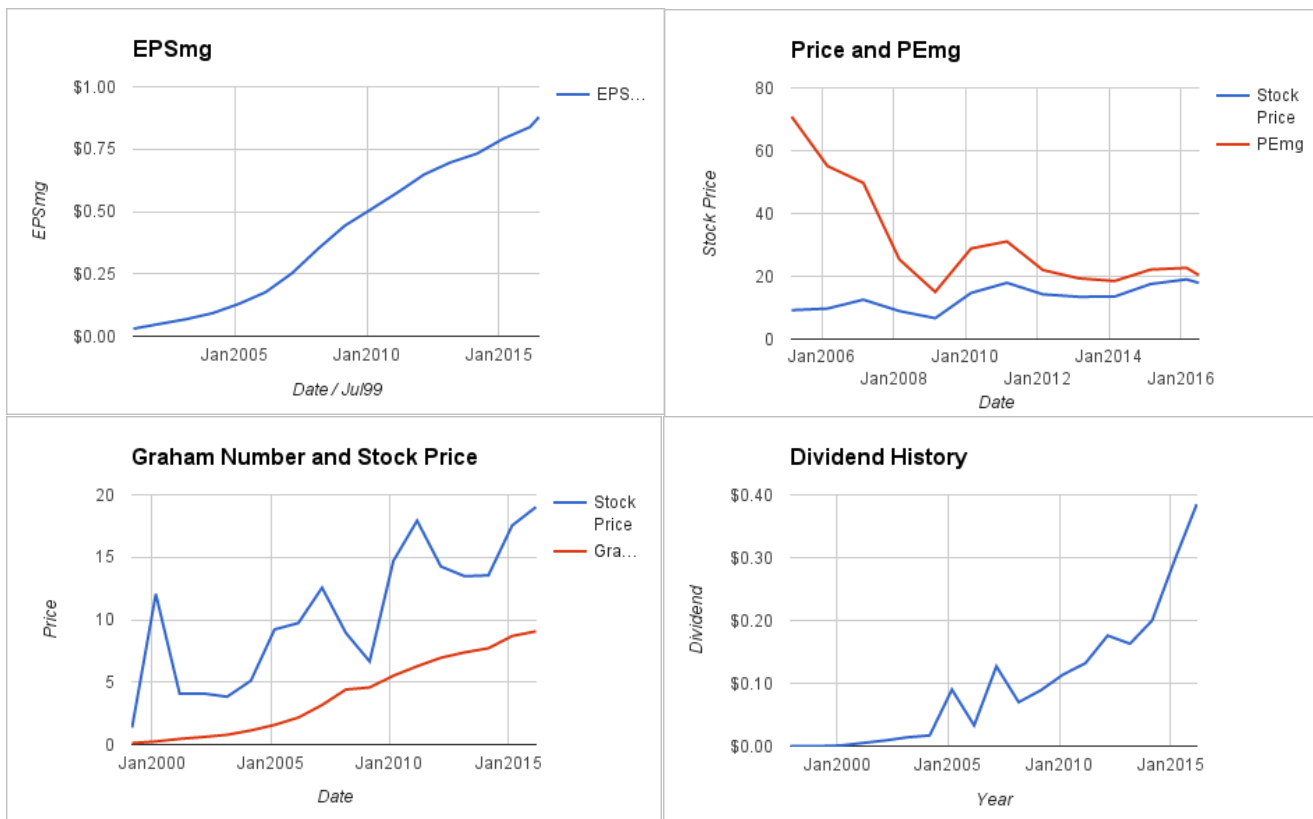 EPSmg
$1.00
$0.75
$0.50
$0.25
$0.00
EPSmg
Jan2005
Jan2010
Jan2015
Date / Jul99
EPS...
Price and PEmg
80
60
40
20
0
Stock Price
Jan2006
Jan2008
Jan2010
Jan2012
Jan2014
Jan2016
Date
Stock
Price
PEmg
Graham Number and Stock Price
20
15
10
5
0
Price
Jan2000
Jan2005
Jan2010
Jan2015
Date
Stock
Price
Gra...
Dividend History
$0.40
$0.30
$0.20
$0.10
$0.00
Dividend
Jan2000
Jan2005
Jan2010
Jan2015
Year